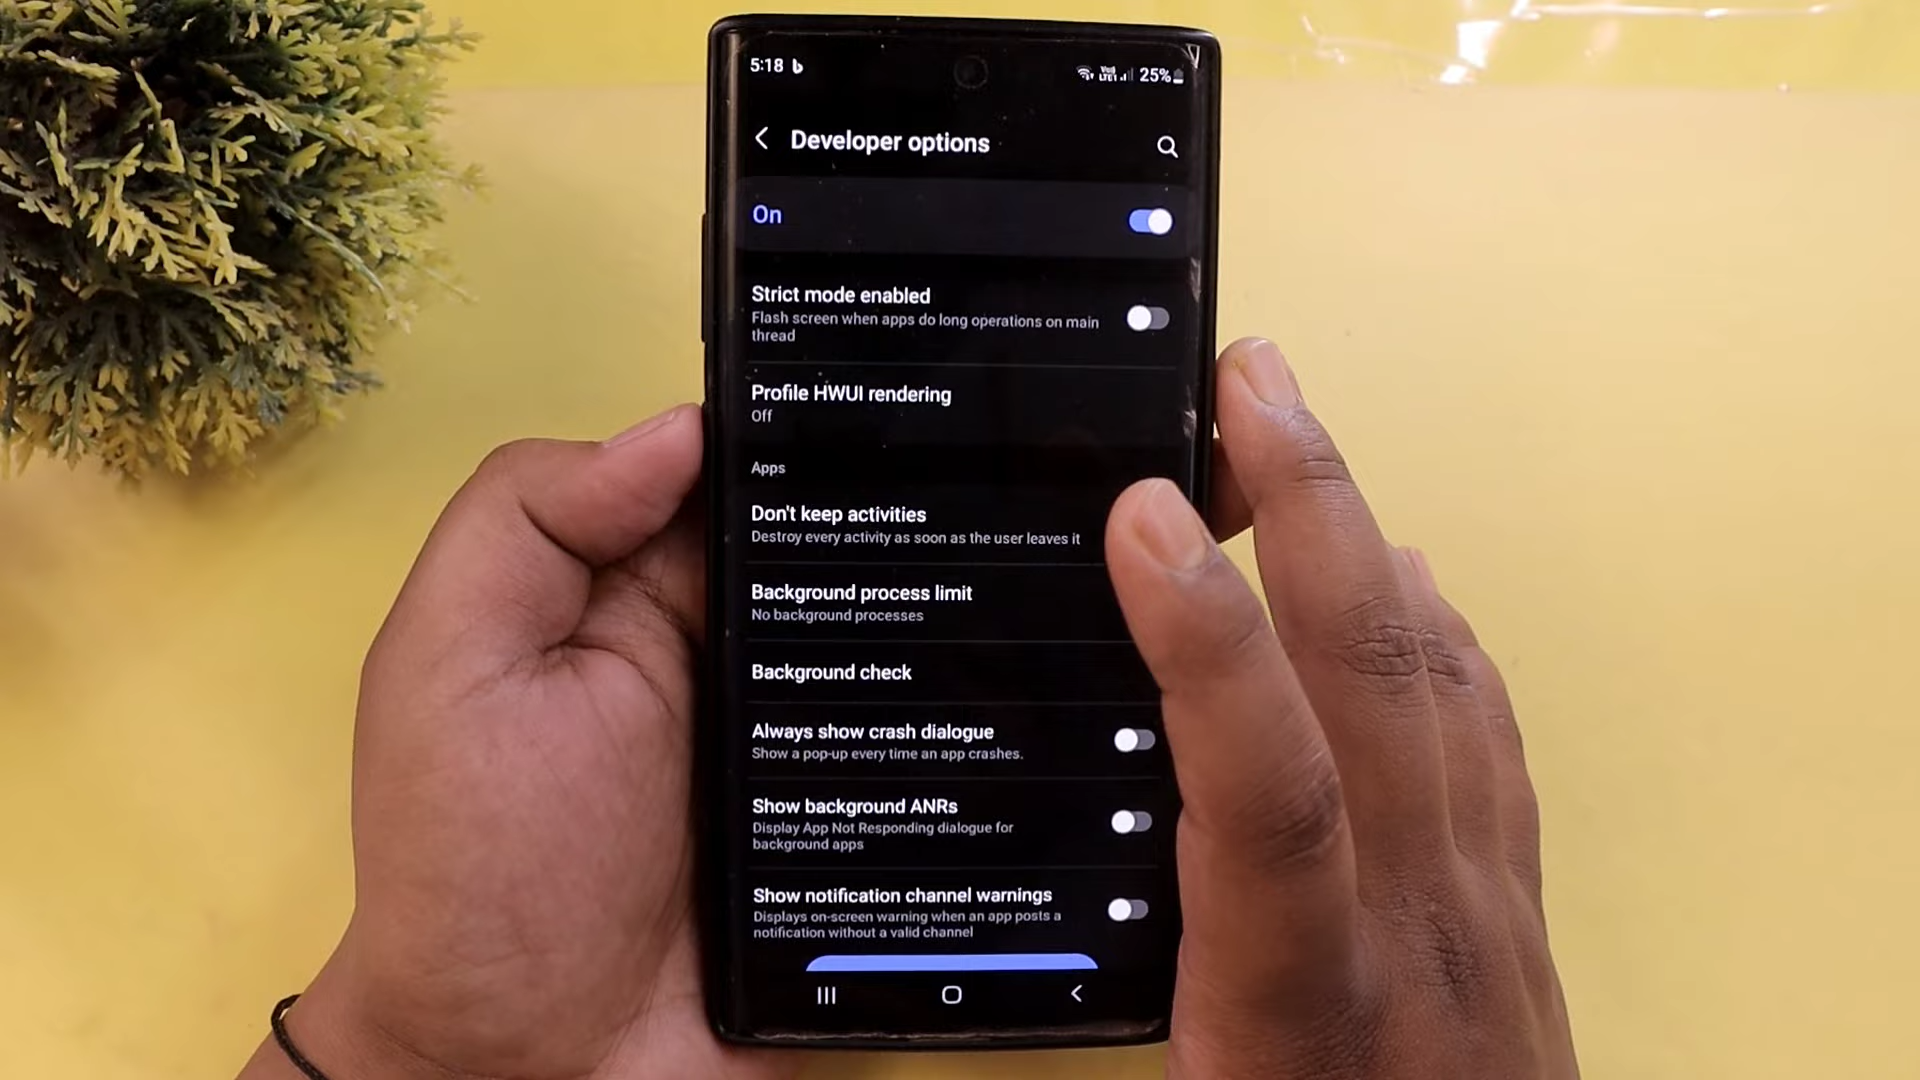 5:18
25%
Developer options
On
Strict mode enabled
Flash screen when apps do long operations on main
thread
Profile HWUI rendering
Off
Apps
Don't keep activities
Destroy every activity as soon as the user leaves it
Background process limit
No background processes
Background check
Always show crash dialogue
Show a pop-up every time an app crashes.
Show background ANRs
Display App Not Responding dialogue for
background apps
Show notification channel warnings
Displays on-screen warning when an app posts a
notification without a valid channel